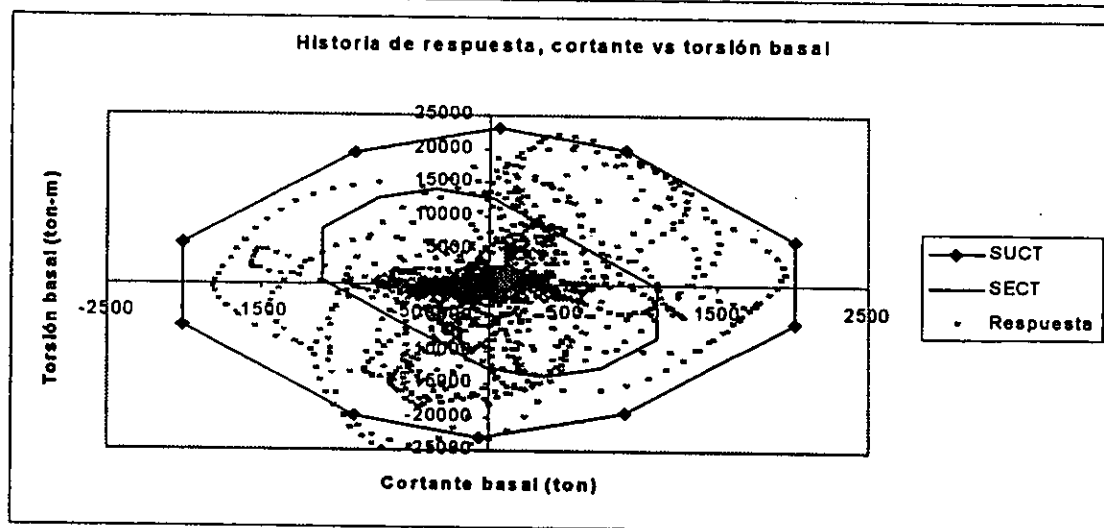 Historia de respuesta, cortante vs torsión basal
25000
20000
15000
10000
5000
-2500
-1500
500
1500
2500
10000
15000
-20000
25000
Torsión basal (ton-m)
Cortante basal (ton)
SUCT
SECT
Respuesta